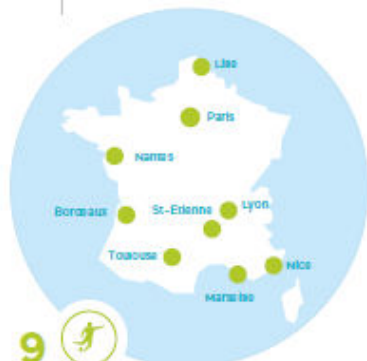 Lille
Paris
Nantes
Bordeaux
St-Etienne
Lyon
Toulouse
Nice
Marseille
9